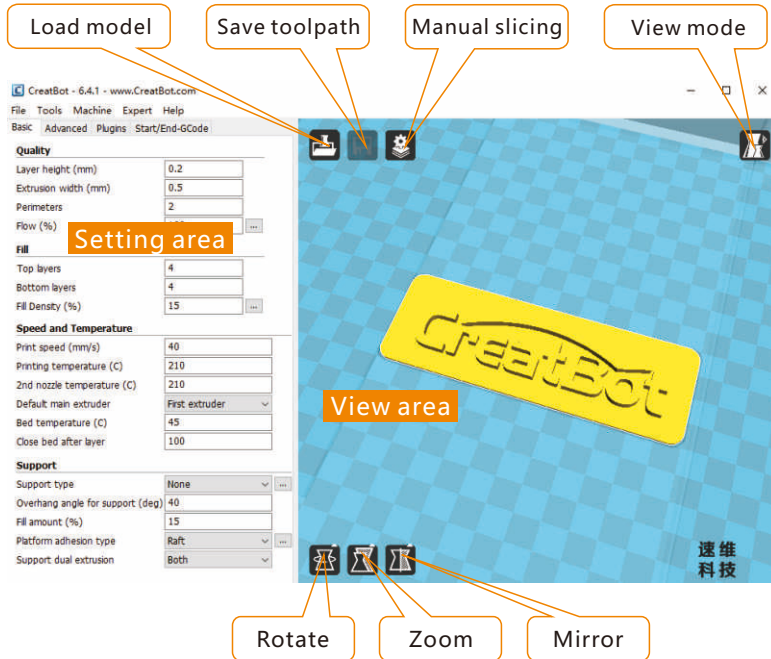 Load model
Save toolpath
Manual slicing
View mode
CreatBot - 6.4.1 - www.CreatBot.com
File Tools Machine Expert Help
Basic Advanced Plugins Start/End-GCode
Quality
Layer height (mm) 0.2
Extrusion width (mm) 0.5
Perimeters 2
Flow (%) ...
Setting area
Fill
Top layers 4
Bottom layers 4
Fill Density (%) 15 ...
Speed and Temperature
Print speed (mm/s) 40
Printing temperature (C) 210
2nd nozzle temperature (C) 210
Default main extruder First extruder
Bed temperature (C) 45
Close bed after layer 100
Support
Support type None ...
Overhang angle for support (deg) 40
Fill amount (%) 15
Platform adhesion type Raft ...
Support dual extrusion Both
CreatBot
View area
速维
科技
Rotate
Zoom
Mirror